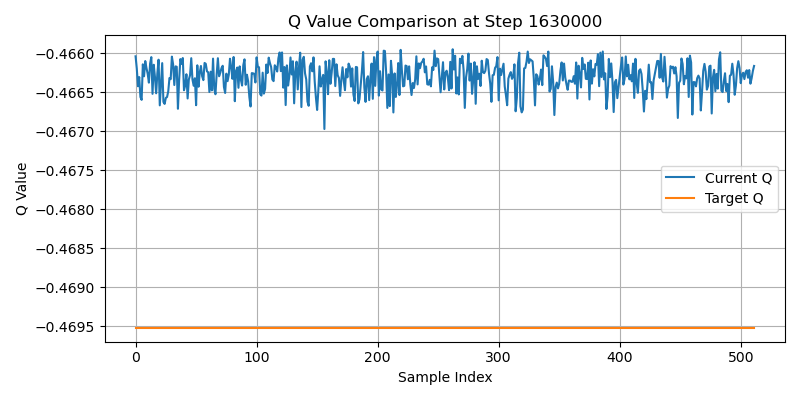 Q Value Comparison at Step 1630000
−0.4660
−0.4665
−0.4670
−0.4675
−0.4680
−0.4685
−0.4690
−0.4695
Q Value
Current Q
Target Q
0 100 200 300 400 500
Sample Index